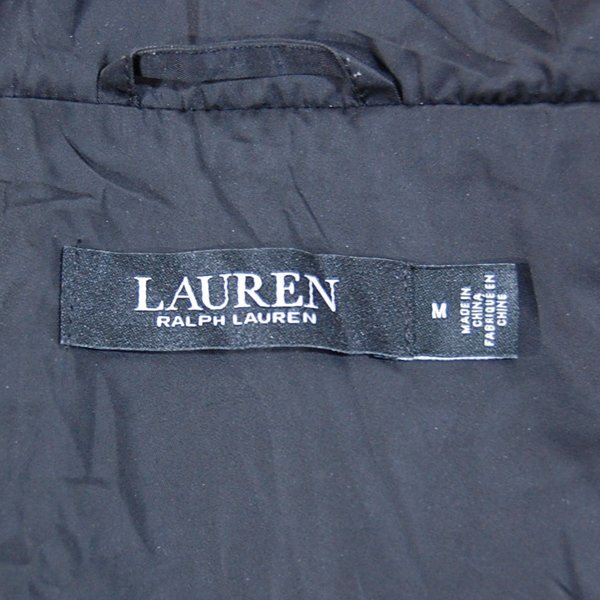 LAUREN
RALPH LAUREN
M
MADE IN
CHINA
FABRIQUÉ EN
CHINE